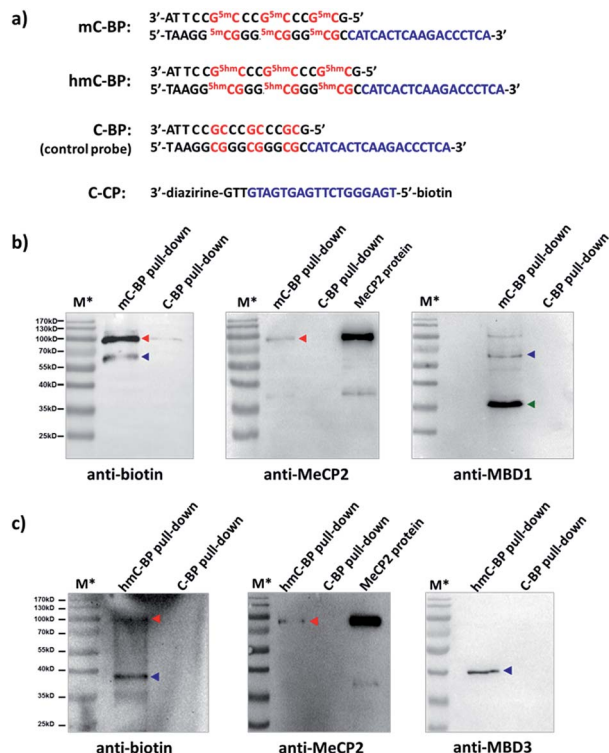 a)
mC-BP:
3’-ATTCCG5mCCCG5mCCCG5mCG-5’
5’-TAAGG5mCGGG5mCGGG5mCGCCATCACTCAAGACCCTCA-3’
hmC-BP:
3’-ATTCCG5hmCCCG5hmCCCG5hmCG-5’
5’-TAAGG5hmCGGG5hmCGGG5hmCGCCATCACTCAAGACCCTCA-3’
C-BP:
(control probe)
3’-ATTCCGCCCGCCCGCG-5’
5’-TAAGGCGGGCGGGCGCCATCACTCAAGACCCTCA-3’
C-CP:
3’-diazirine-GTTGTAGTGAGTTCTGGGAGT-5’-biotin
b)
M* mC-BP pull-down C-BP pull-down
170kD
130kD
100kD
70kD
55kD
40kD
35kD
25kD
anti-biotin
M* mC-BP pull-down C-BP pull-down MeCP2 protein
anti-MeCP2
M* mC-BP pull-down C-BP pull-down
anti-MBD1
c)
M* hmC-BP pull-down C-BP pull-down
170kD
130kD
100kD
70kD
55kD
40kD
35kD
25kD
anti-biotin
M* hmC-BP pull-down C-BP pull-down MeCP2 protein
anti-MeCP2
M* hmC-BP pull-down C-BP pull-down
anti-MBD3